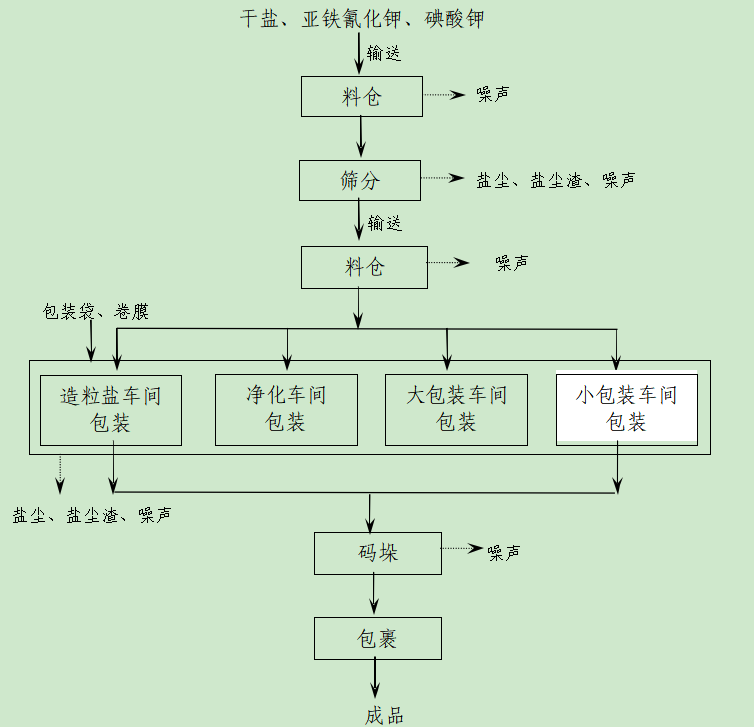 干盐、亚铁氰化钾、碘酸钾
输送
料仓
噪声
筛分
盐尘、盐尘渣、噪声
输送
料仓
噪声
包装袋、卷膜
造粒盐车间
包装
净化车间
包装
大包装车间
包装
小包装车间
包装
盐尘、盐尘渣、噪声
码垛
噪声
包裹
成品